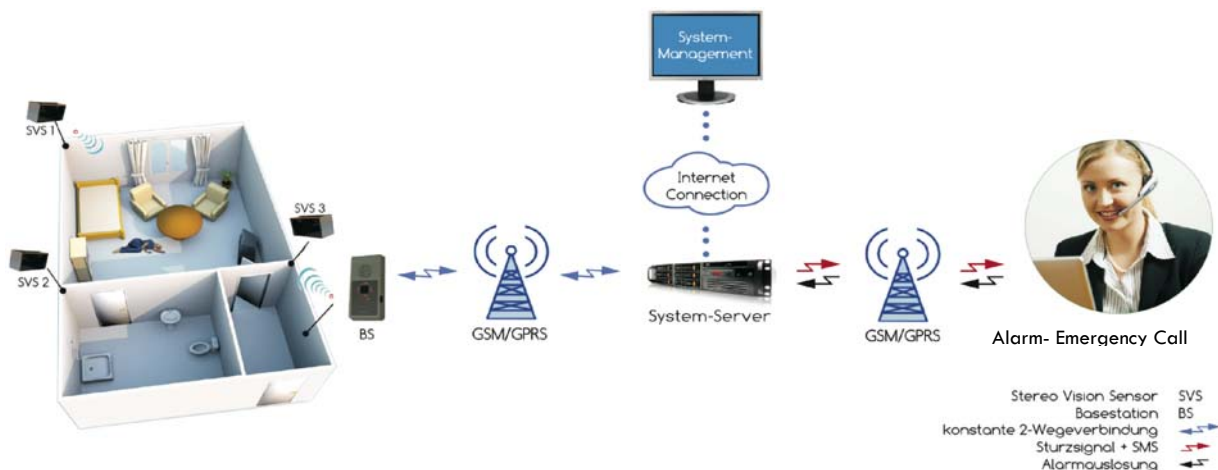 System-
Management
SVS 1
Internet
Connection
SVS 3
SVS 2
BS
GSM/GPRS
System-Server
GSM/GPRS
Alarm- Emergency Call
Stereo Vision Sensor SVS
Basestation BS
konstante 2-Wegeverbindung
Sturzsignal + SMS
Alarmauslösung